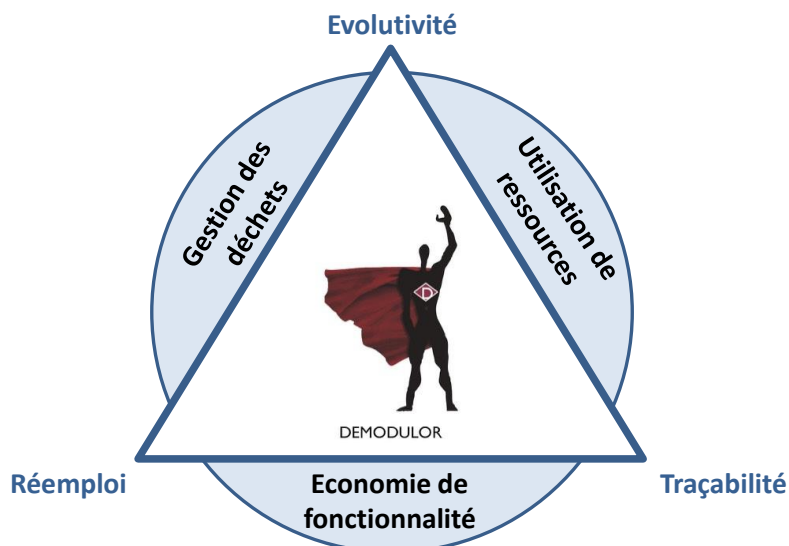 Evolutivité
Gestion des
déchets
Utilisation de
ressources
D
DEMODULOR
Réemploi
Economie de
fonctionnalité
Traçabilité